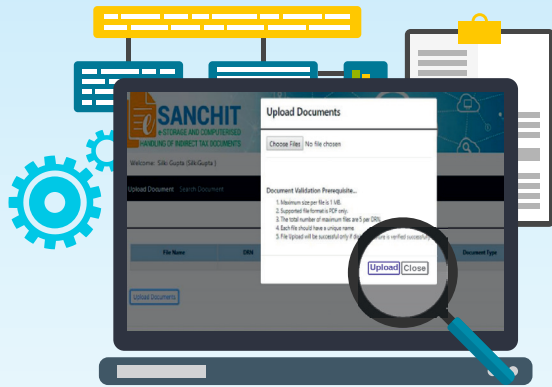 SANCHIT
e-STORAGE AND COMPUTERISED
HANDLING OF INDIRECT TAX DOCUMENTS
Welcome: Silki Gupta (SilkiGupta )
Upload Document Search Document
Upload Documents
Choose Files No file chosen
Document Validation Prerequisite...
1. Maximum size per file is 1 MB.
2. Supported file format is PDF only.
3. The total number of maximum files are 5 per DRN.
4. Each file should have a unique name.
5. File Upload will be successful only if is verified successfully
Upload Close
File Name DRN Document Type
Upload Documents